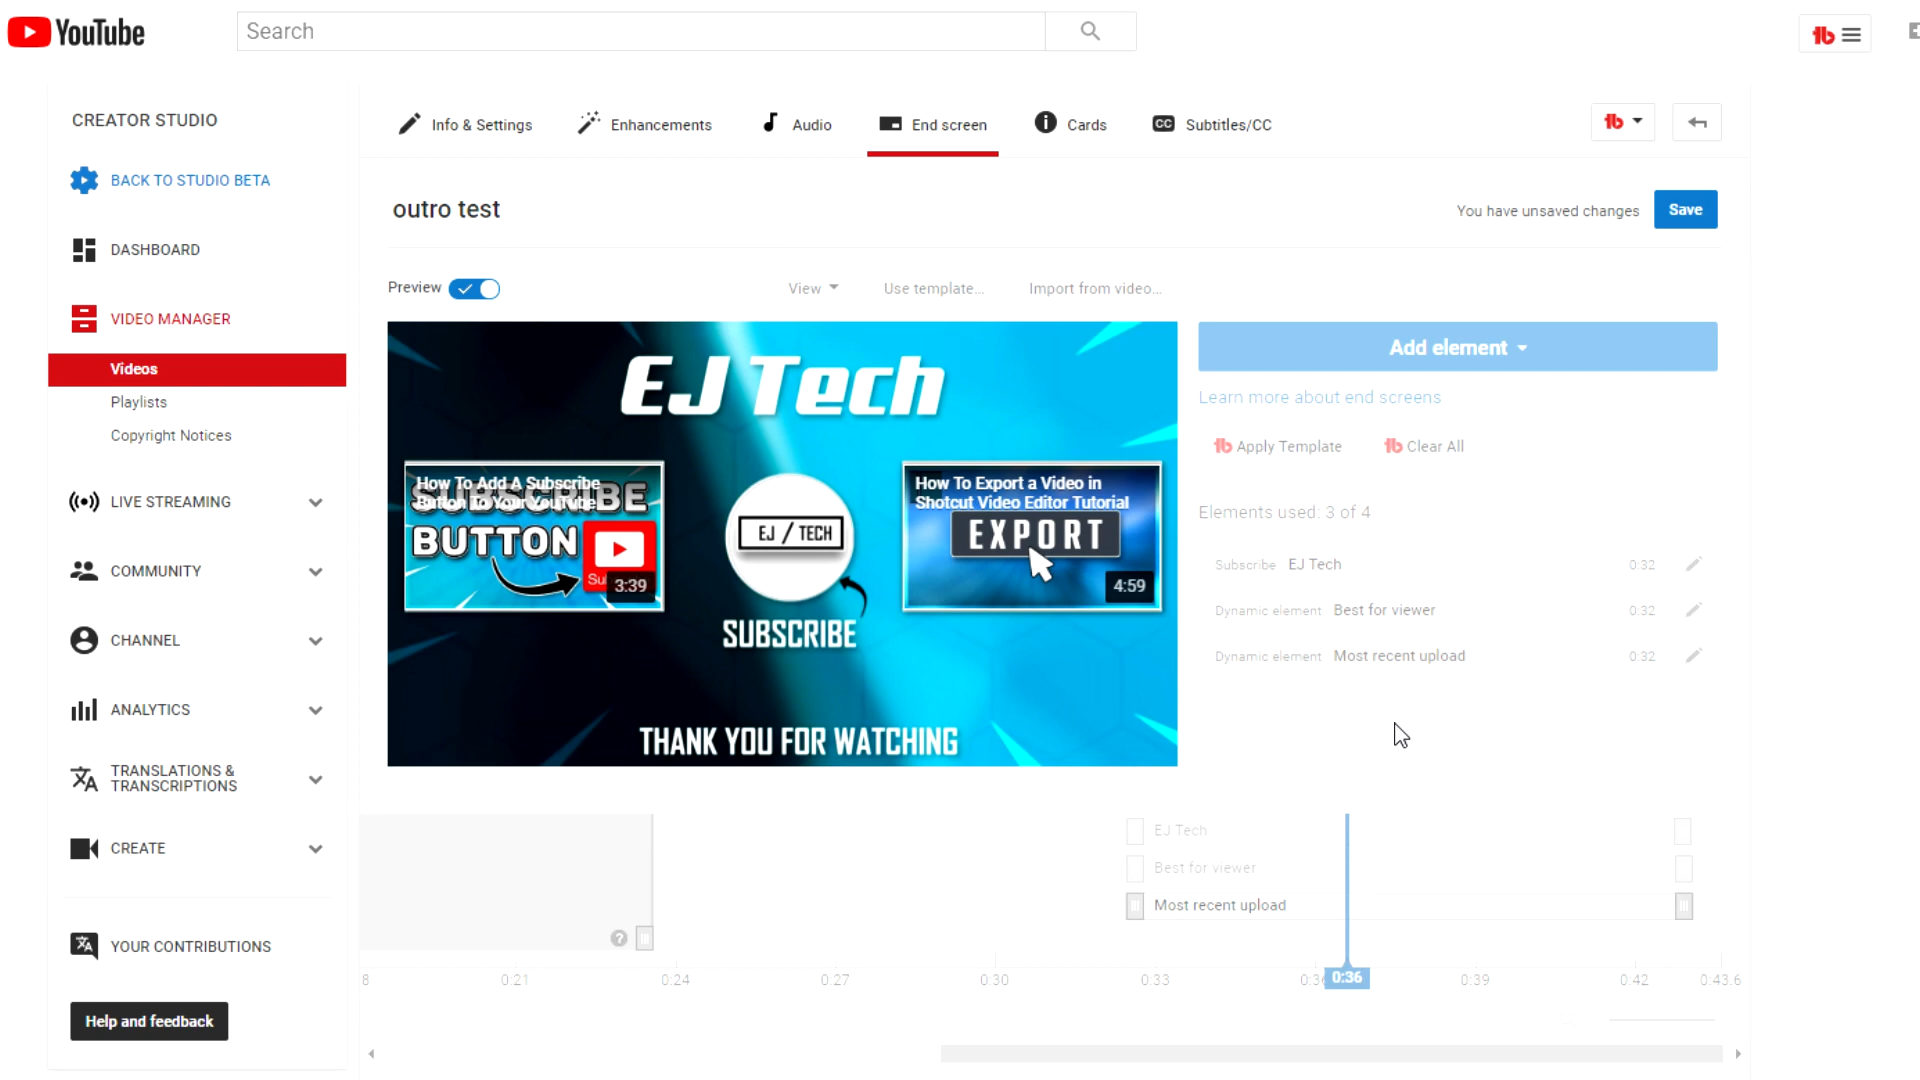 YouTube
Search
CREATOR STUDIO
Info & Settings
Enhancements
Audio
End screen
Cards
CC
Subtitles/CC
BACK TO STUDIO BETA
DASHBOARD
VIDEO MANAGER
Videos
Playlists
Copyright Notices
LIVE STREAMING
COMMUNITY
CHANNEL
ANALYTICS
TRANSLATIONS &
TRANSCRIPTIONS
CREATE
YOUR CONTRIBUTIONS
Help and feedback
outro test
You have unsaved changes
Save
Preview
View
Use template...
Import from video...
EJ Tech
How To Add A Subscribe
Button To Your YouTube
SUBSCRIBE
BUTTON
3:39
EJ / TECH
SUBSCRIBE
How To Export a Video in
Shotcut Video Editor Tutorial
EXPORT
4:59
THANK YOU FOR WATCHING
Add element
Learn more about end screens
Apply Template
Clear All
Elements used: 3 of 4
Subscribe EJ Tech 0:32
Dynamic element Best for viewer 0:32
Dynamic element Most recent upload 0:32
EJ Tech
Best for viewer
Most recent upload
?
8 0:21 0:24 0:27 0:30 0:33 0:36 0:39 0:42 0:43.6